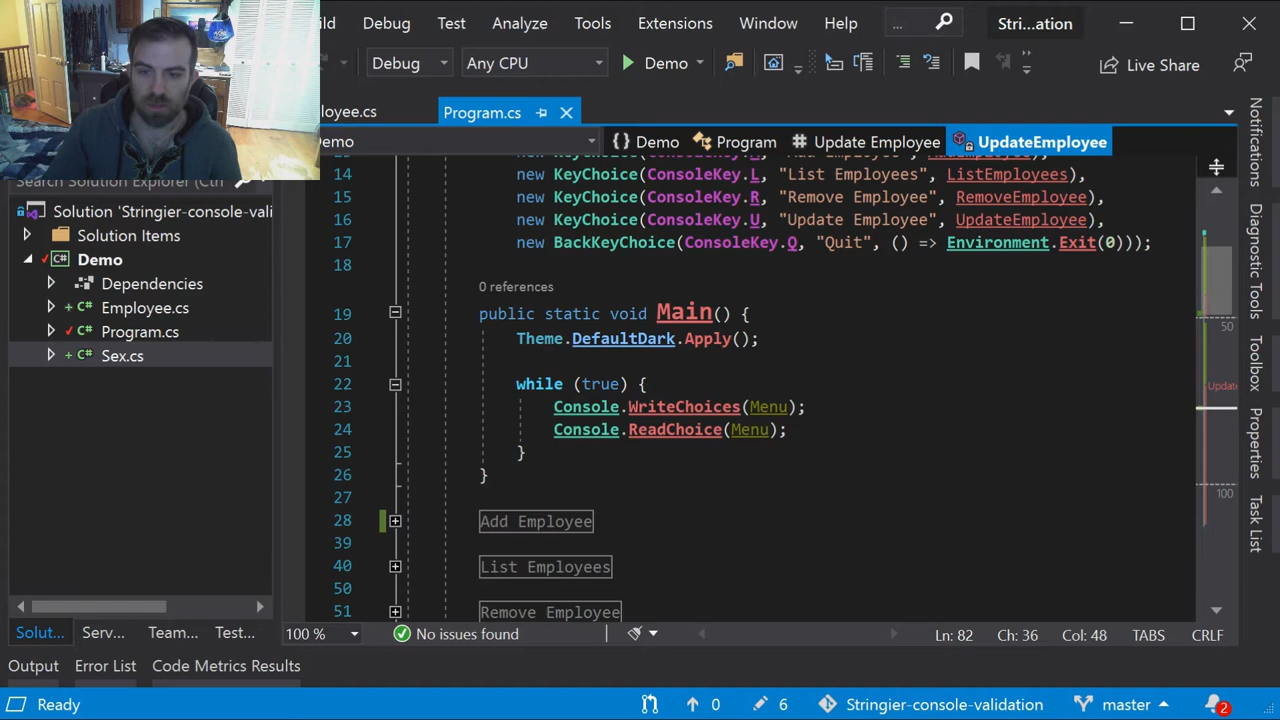 ild Debug Test Analyze Tools Extensions Window Help ... Stri...ation
Debug Any CPU Demo Live Share
oyee.cs Program.cs
Demo Demo Program Update Employee UpdateEmployee
Search Solution Explorer (Ctrl
Solution 'Stringier-console-vali
Solution Items
Demo
Dependencies
Employee.cs
Program.cs
Sex.cs
14 new KeyChoice(ConsoleKey.L, "List Employees", ListEmployees),
15 new KeyChoice(ConsoleKey.R, "Remove Employee", RemoveEmployee),
16 new KeyChoice(ConsoleKey.U, "Update Employee", UpdateEmployee),
17 new BackKeyChoice(ConsoleKey.Q, "Quit", () => Environment.Exit(0)));
18
0 references
19 public static void Main() {
20 Theme.DefaultDark.Apply();
21
22 while (true) {
23 Console.WriteChoices(Menu);
24 Console.ReadChoice(Menu);
25 }
26 }
27
28 Add Employee
39
40 List Employees
50
51 Remove Employee
50
Update
100
Notifications
Diagnostic Tools
Toolbox
Properties
Task List
Solut... Serv... Team... Test...
100 % No issues found Ln: 82 Ch: 36 Col: 48 TABS CRLF
Output Error List Code Metrics Results
Ready 0 6 Stringier-console-validation master 2